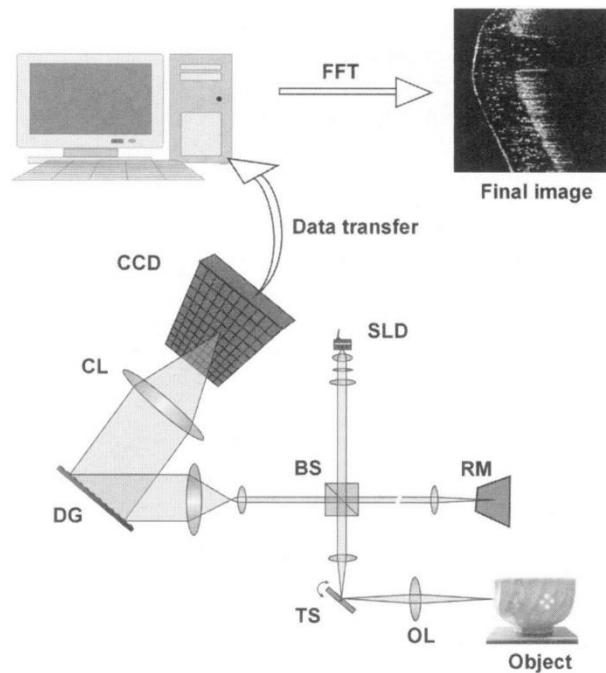 FFT
Final image
Data transfer
CCD
SLD
CL
BS
RM
DG
TS
OL
Object